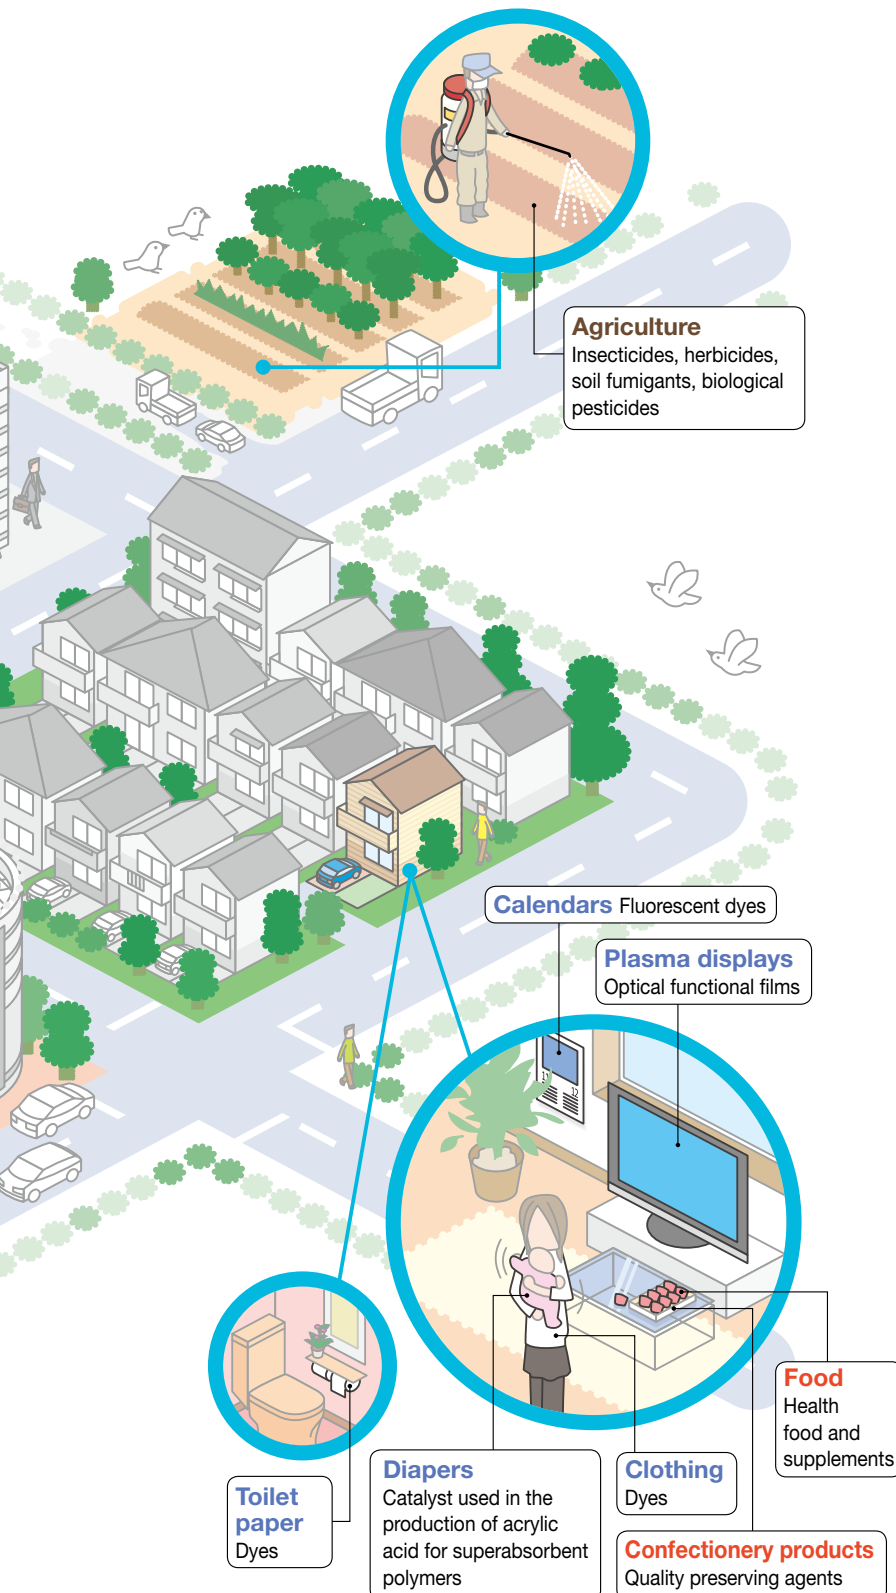 Agriculture
Insecticides, herbicides,
soil fumigants, biological
pesticides
Calendars Fluorescent dyes
Plasma displays
Optical functional films
11
12
Food
Health
food and
supplements
Diapers
Catalyst used in the
production of acrylic
acid for superabsorbent
polymers
Clothing
Dyes
Toilet
paper
Dyes
Confectionery products
Quality preserving agents